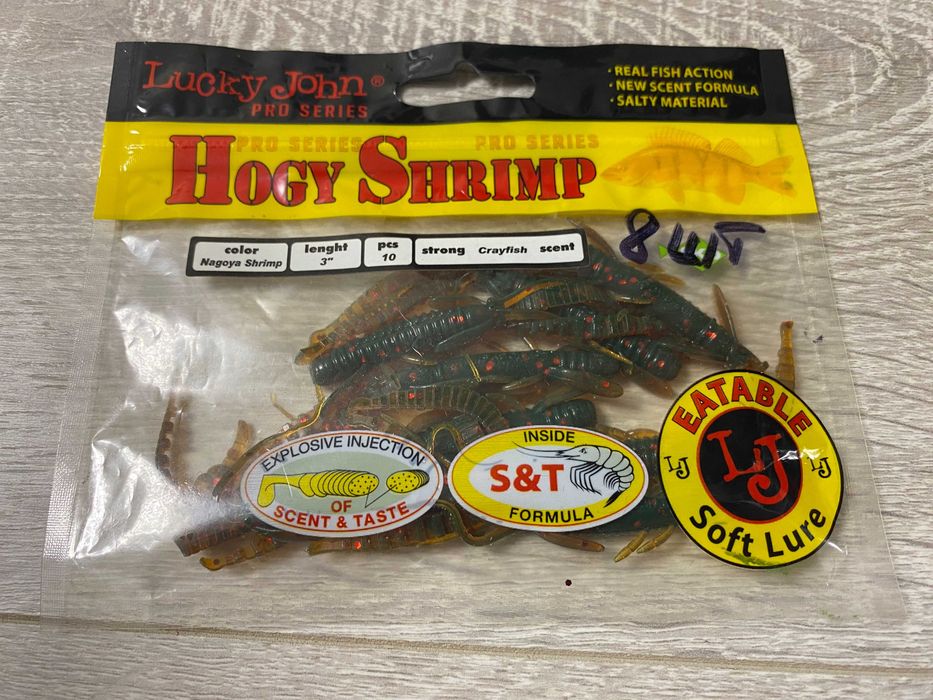 Lucky John®
PRO SERIES
· REAL FISH ACTION
· NEW SCENT FORMULA
· SALTY MATERIAL
PRO SERIES PRO SERIES
HOGY SHRIMP
8 шт
color
Nagoya Shrimp
lenght
3"
pcs
10
strong Crayfish scent
EXPLOSIVE INJECTION
OF
SCENT & TASTE
INSIDE
S&T
FORMULA
EATABLE
LJ LJ LJ
Soft Lure